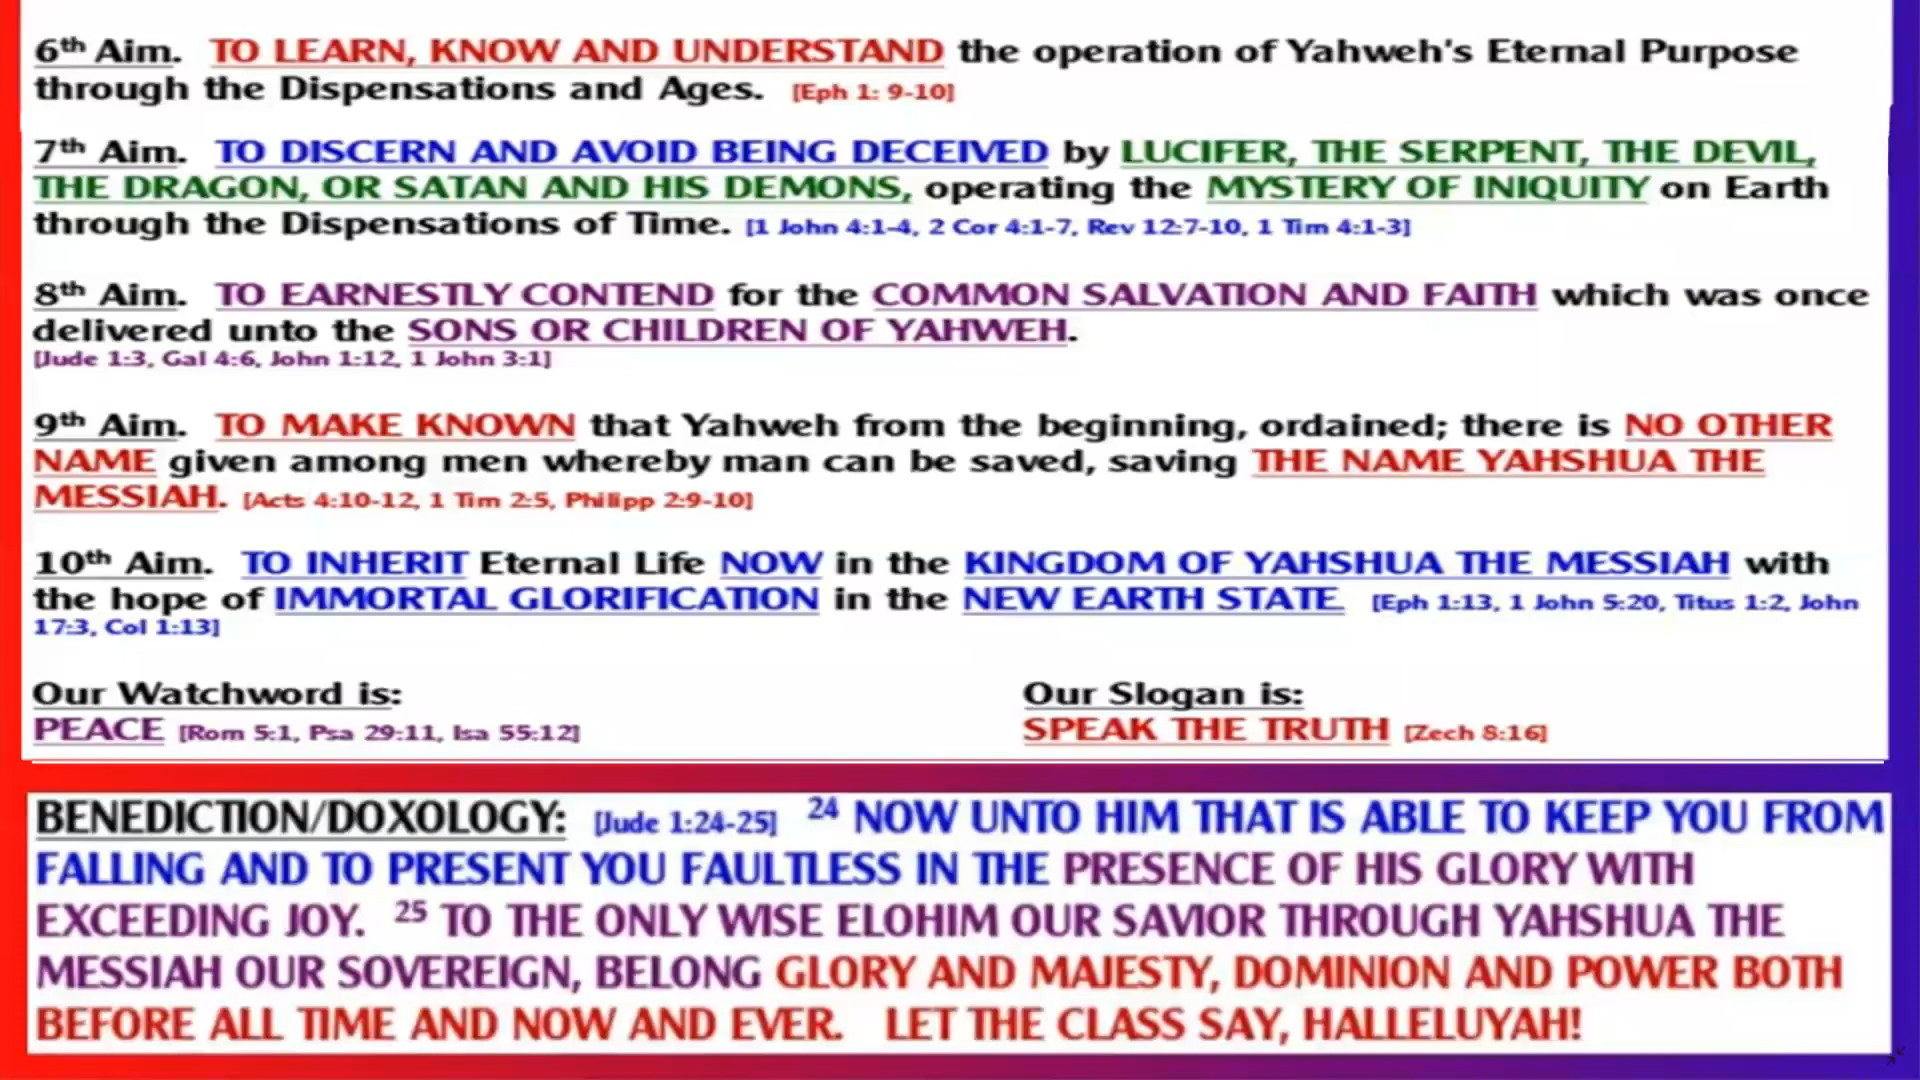 6th Aim. TO LEARN, KNOW AND UNDERSTAND the operation of Yahweh's Eternal Purpose
through the Dispensations and Ages. [Eph 1: 9-10]
7th Aim. TO DISCERN AND AVOID BEING DECEIVED by LUCIFER, THE SERPENT, THE DEVIL,
THE DRAGON, OR SATAN AND HIS DEMONS, operating the MYSTERY OF INIQUITY on Earth
through the Dispensations of Time. [1 John 4:1-4, 2 Cor 4:1-7, Rev 12:7-10, 1 Tim 4:1-3]
8th Aim. TO EARNESTLY CONTEND for the COMMON SALVATION AND FAITH which was once
delivered unto the SONS OR CHILDREN OF YAHWEH.
[Jude 1:3, Gal 4:6, John 1:12, 1 John 3:1]
9th Aim. TO MAKE KNOWN that Yahweh from the beginning, ordained; there is NO OTHER
NAME given among men whereby man can be saved, saving THE NAME YAHSHUA THE
MESSIAH. [Acts 4:10-12, 1 Tim 2:5, Philipp 2:9-10]
10th Aim. TO INHERIT Eternal Life NOW in the KINGDOM OF YAHSHUA THE MESSIAH with
the hope of IMMORTAL GLORIFICATION in the NEW EARTH STATE [Eph 1:13, 1 John 5:20, Titus 1:2, John
17:3, Col 1:13]
Our Watchword is:
PEACE [Rom 5:1, Psa 29:11, Isa 55:12]
Our Slogan is:
SPEAK THE TRUTH [Zech 8:16]
BENEDICTION/DOXOLOGY: [Jude 1:24-25] 24 NOW UNTO HIM THAT IS ABLE TO KEEP YOU FROM
FALLING AND TO PRESENT YOU FAULTLESS IN THE PRESENCE OF HIS GLORY WITH
EXCEEDING JOY. 25 TO THE ONLY WISE ELOHIM OUR SAVIOR THROUGH YAHSHUA THE
MESSIAH OUR SOVEREIGN, BELONG GLORY AND MAJESTY, DOMINION AND POWER BOTH
BEFORE ALL TIME AND NOW AND EVER. LET THE CLASS SAY, HALLELUYAH!